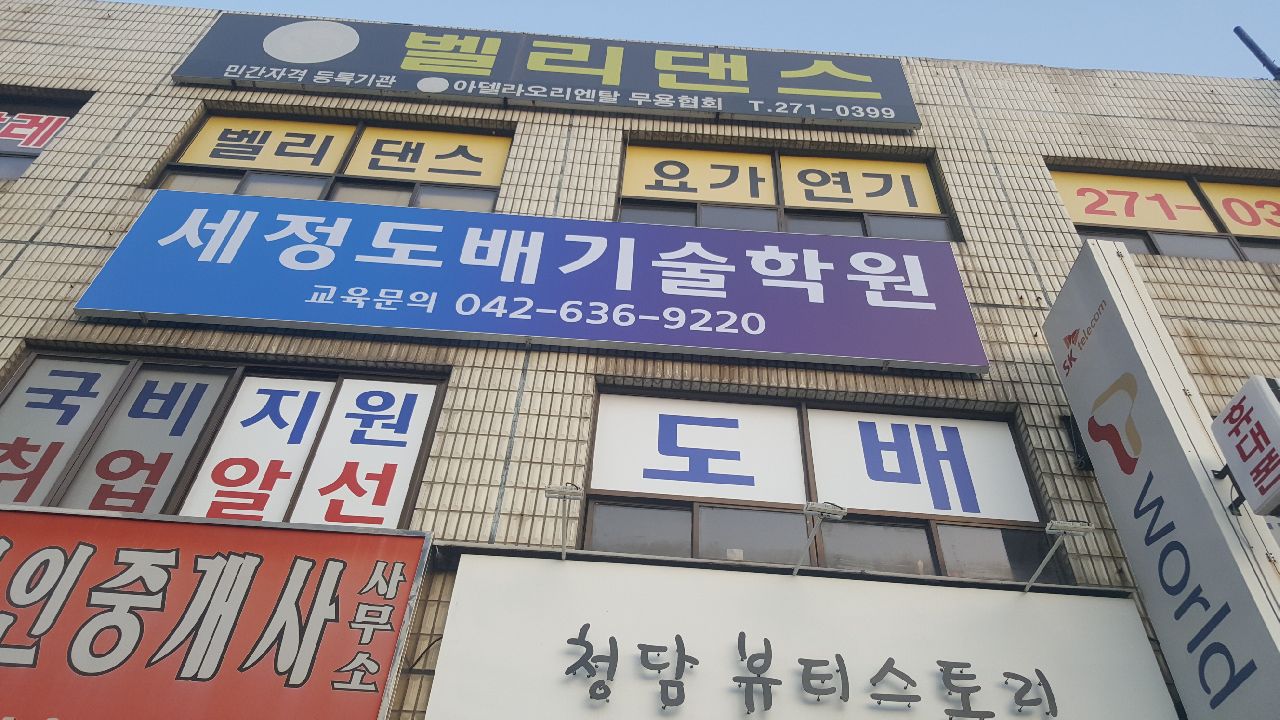 벨리댄스
민간자격 등록기관 아델라오리엔탈 무용협회 T.271-0399
벨리 댄스 요가 연기
271-03
세정도배기술학원
교육문의 042-636-9220
국비지원
취업알선
도배
SK telecom
T world
인중개사
사무소
청담 뷰티스토리